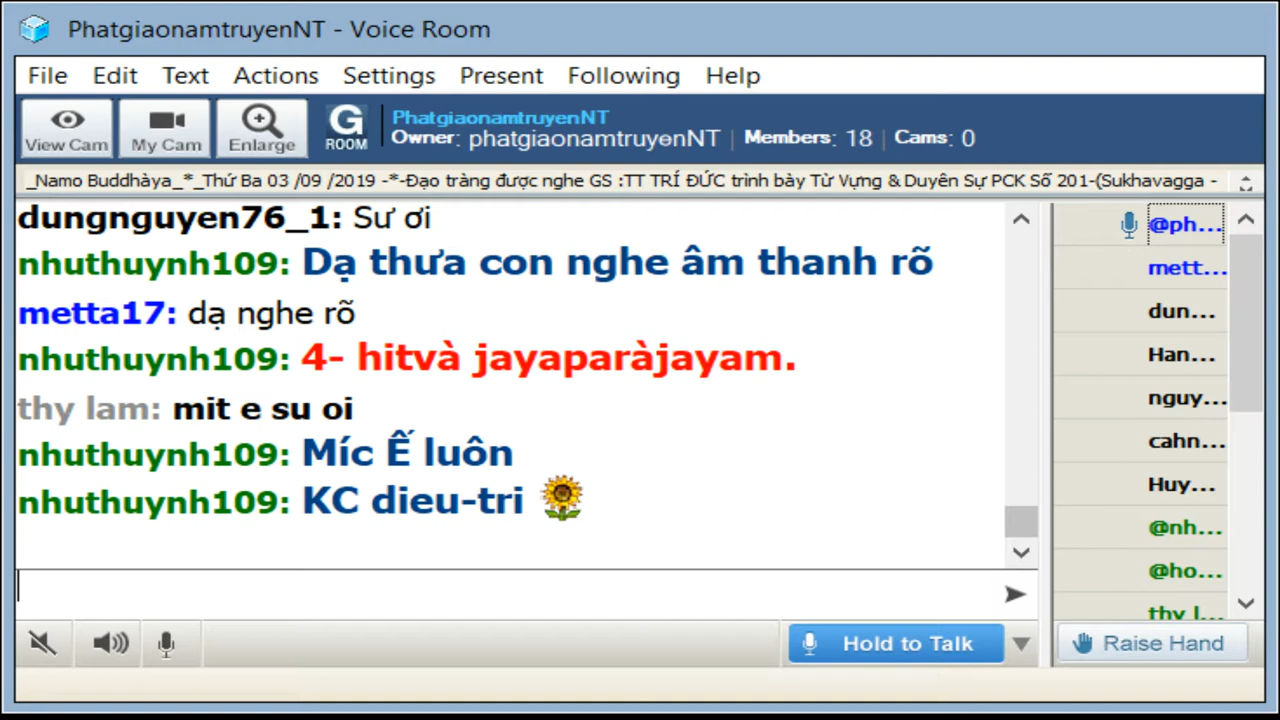 PhatgiaonamtruyenNT - Voice Room
File Edit Text Actions Settings Present Following Help
View Cam My Cam Enlarge G ROOM
PhatgiaonamtruyenNT
Owner: phatgiaonamtruyenNT | Members: 18 | Cams: 0
_Namo Buddhàya_*_Thứ Ba 03 /09 /2019 -*-Đạo tràng được nghe GS :TT TRÍ ĐỨC trình bày Từ Vựng & Duyên Sự PCK Số 201-(Sukhavagga -
dungnguyen76_1: Sư ơi
nhuthuynh109: Dạ thưa con nghe âm thanh rõ
metta17: dạ nghe rõ
nhuthuynh109: 4- hitvà jayaparàjayam.
thy lam: mit e su oi
nhuthuynh109: Míc Ế luôn
nhuthuynh109: KC dieu-tri
@ph...
mett...
dun...
Han...
nguy...
cahn...
Huy...
@nh...
@ho...
thy l...
Hold to Talk
Raise Hand